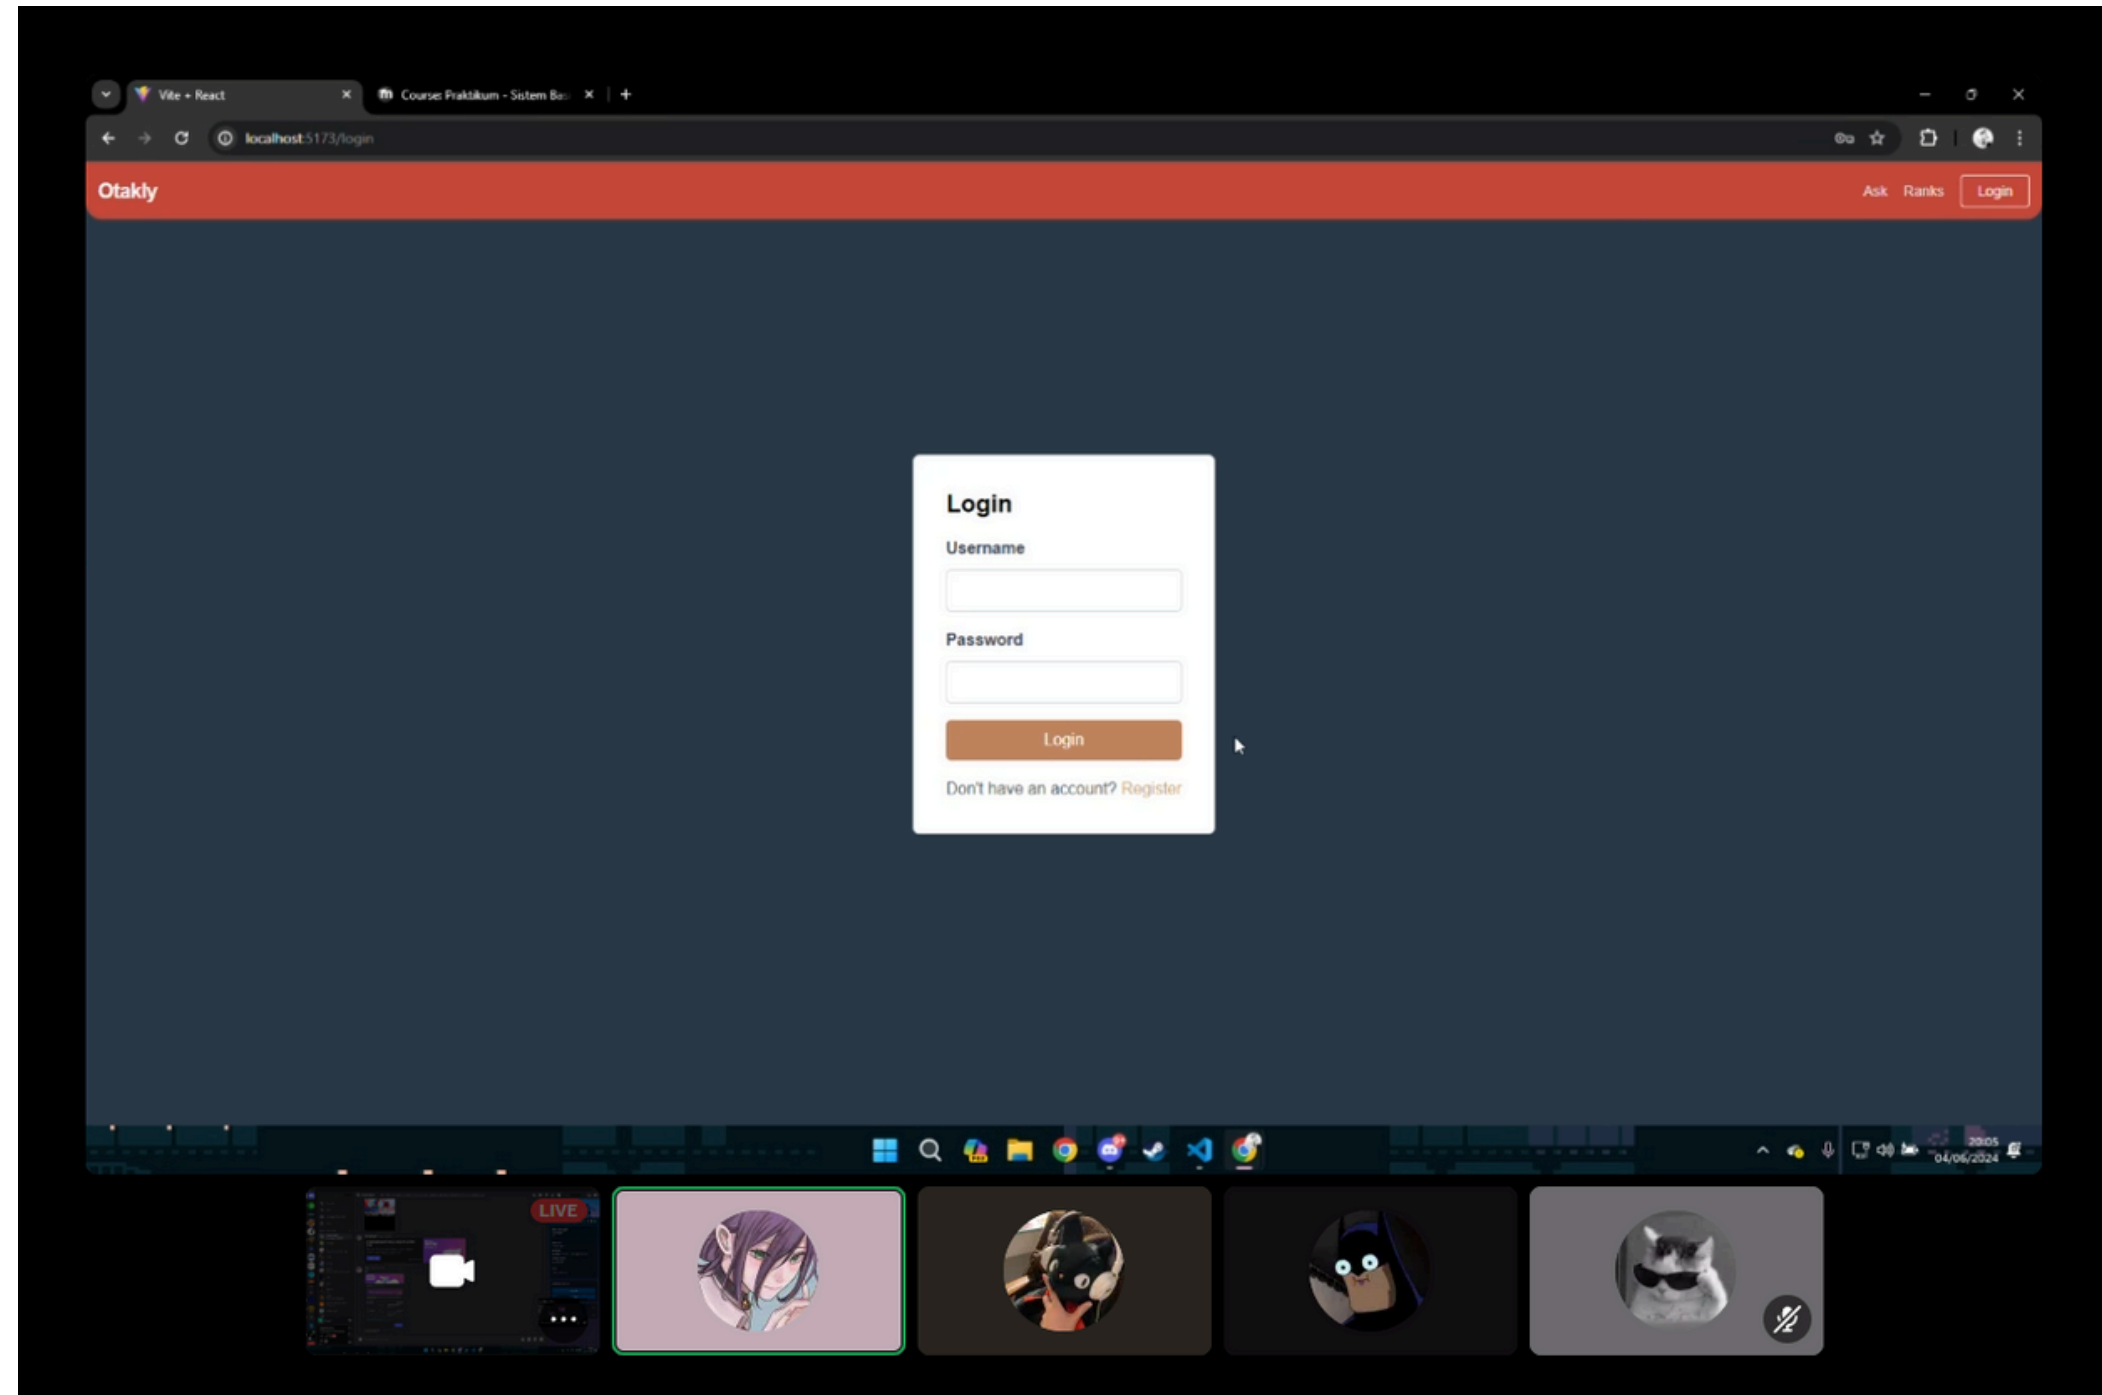 Vite + React
Course: Praktikum - Sistem Bas
localhost:5173/login
Otakly
Ask Ranks Login
Login
Username
Password
Login
Don't have an account? Register
20:05
04/06/2024
LIVE